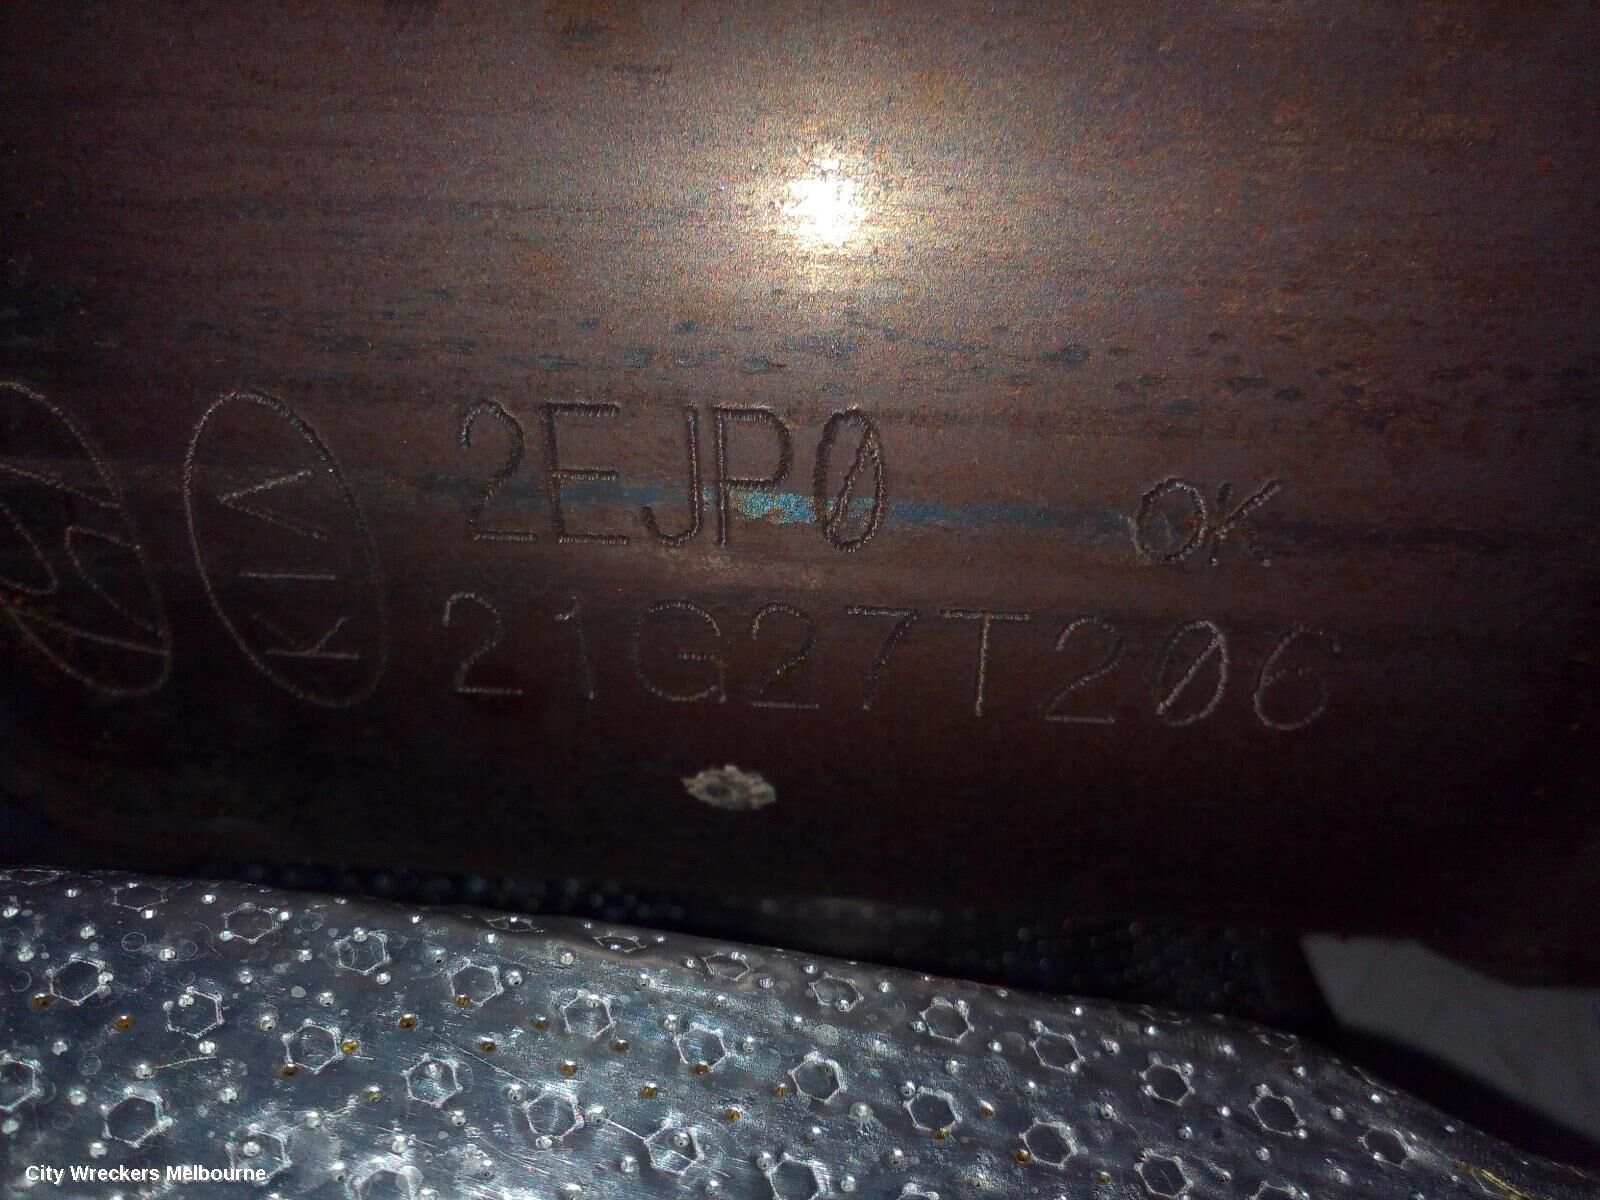 KIA
2EJP0
OK
21G27T206
City Wreckers Melbourne